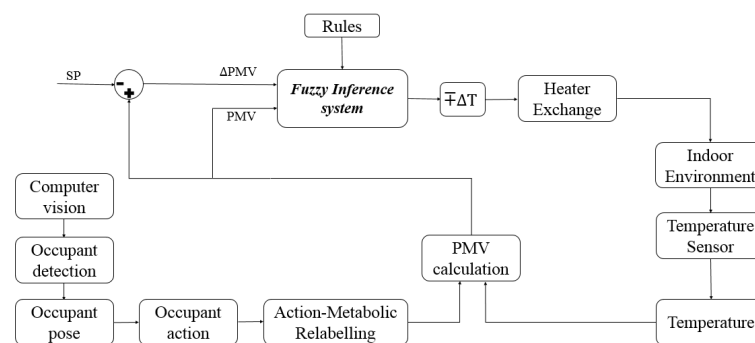 Rules
SP
ΔPMV
Fuzzy Inference
system
∓ΔT
Heater
Exchange
PMV
Indoor
Environment
Computer
vision
Temperature
Sensor
Occupant
detection
PMV
calculation
Occupant
pose
Occupant
action
Action-Metabolic
Relabelling
Temperature